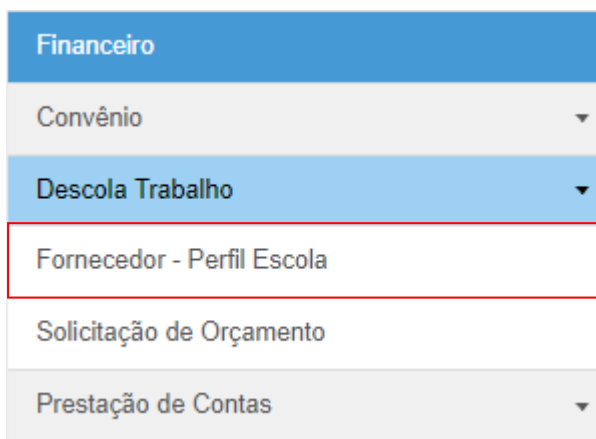 Financeiro
Convênio
Descola Trabalho
Fornecedor - Perfil Escola
Solicitação de Orçamento
Prestação de Contas